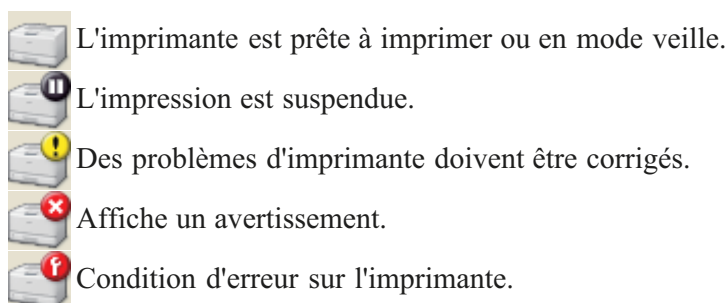 L'imprimante est prête à imprimer ou en mode veille.
L'impression est suspendue.
Des problèmes d'imprimante doivent être corrigés.
Affiche un avertissement.
Condition d'erreur sur l'imprimante.